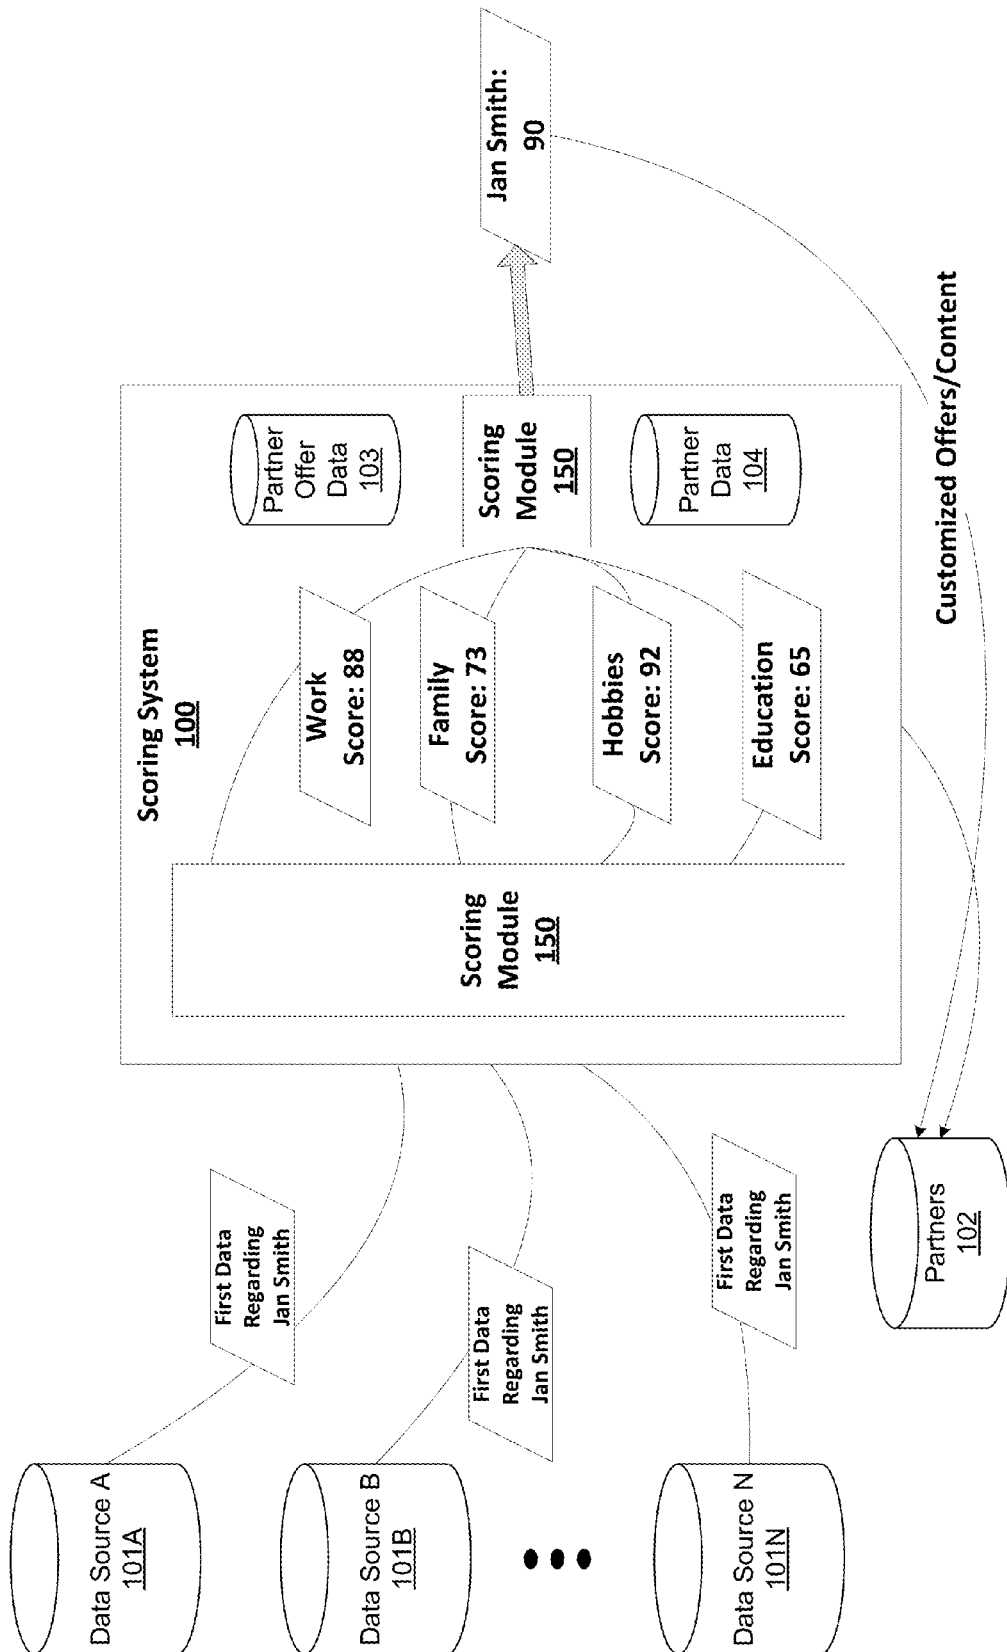 Data Source A
101A
Data Source B
101B
Data Source N
101N
First Data
Regarding
Jan Smith
First Data
Regarding
Jan Smith
First Data
Regarding
Jan Smith
Partners
102
Scoring System
100
Scoring
Module
150
Work
Score: 88
Family
Score: 73
Hobbies
Score: 92
Education
Score: 65
Partner
Offer
Data
103
Scoring
Module
150
Partner
Data
104
Jan Smith:
90
Customized Offers/Content